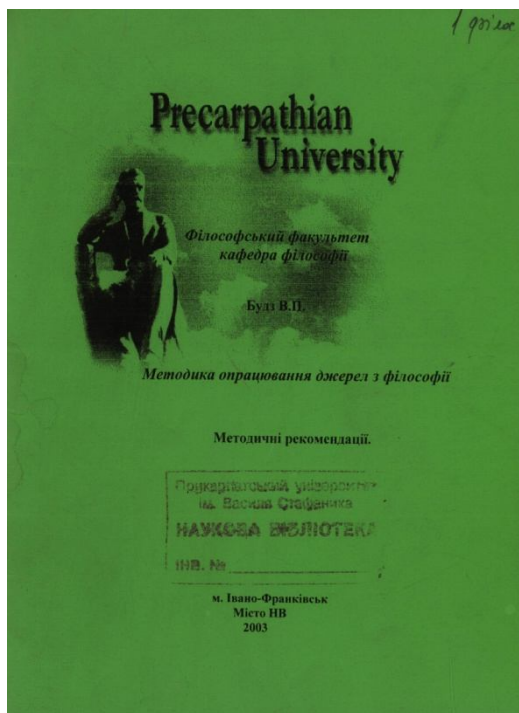 1
Precarpathian
University
Філософський факультет
кафедра філософії
Будз В.П.
Методика опрацювання джерел з філософії
Методичні рекомендації.
Прикарпатський університет
ім. Василя Стефаника
НАУКОВА БІБЛІОТЕКА
ІНВ. №
м. Івано-Франківськ
Місто НВ
2003